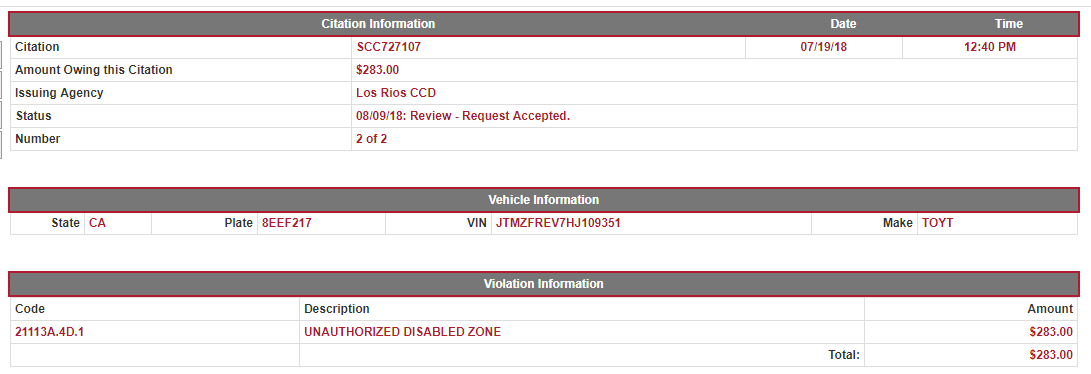 Citation Information Date Time
Citation SCC727107 07/19/18 12:40 PM
Amount Owing this Citation $283.00
Issuing Agency Los Rios CCD
Status 08/09/18: Review - Request Accepted.
Number 2 of 2
Vehicle Information
State CA Plate 8EEF217 VIN JTMZFREV7HJ109351 Make TOYT
Violation Information
Code Description Amount
21113A.4D.1 UNAUTHORIZED DISABLED ZONE $283.00
Total: $283.00